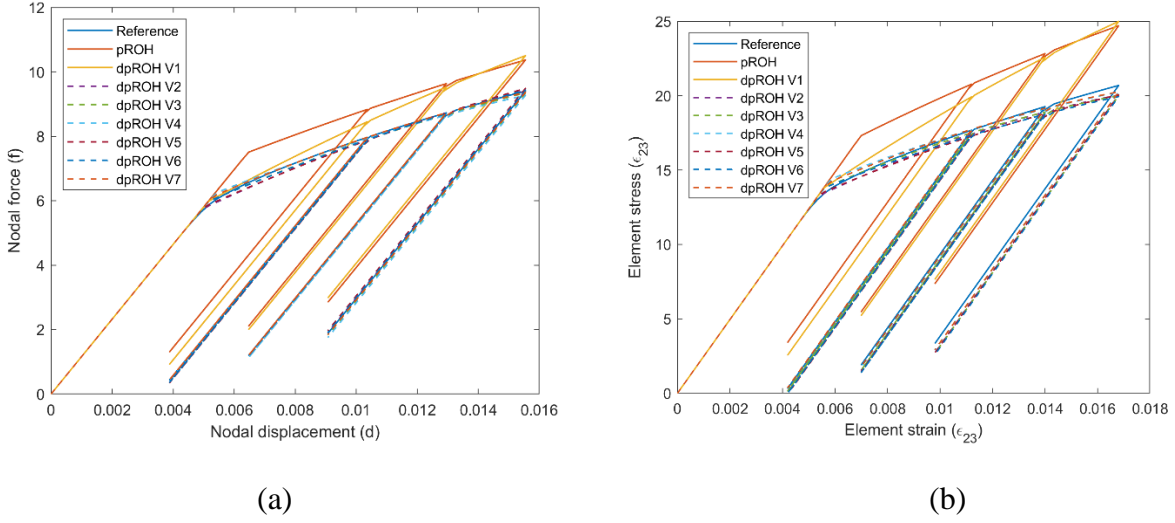 12
10
8
6
4
2
0
0
0.002
0.004
0.006
0.008
0.01
0.012
0.014
0.016
Nodal force (f)
Nodal displacement (d)
Reference
pROH
dpROH V1
dpROH V2
dpROH V3
dpROH V4
dpROH V5
dpROH V6
dpROH V7
(a)
25
20
15
10
5
0
0
0.002
0.004
0.006
0.008
0.01
0.012
0.014
0.016
0.018
Element stress (ϵ23)
Element strain (ϵ23)
Reference
pROH
dpROH V1
dpROH V2
dpROH V3
dpROH V4
dpROH V5
dpROH V6
dpROH V7
(b)